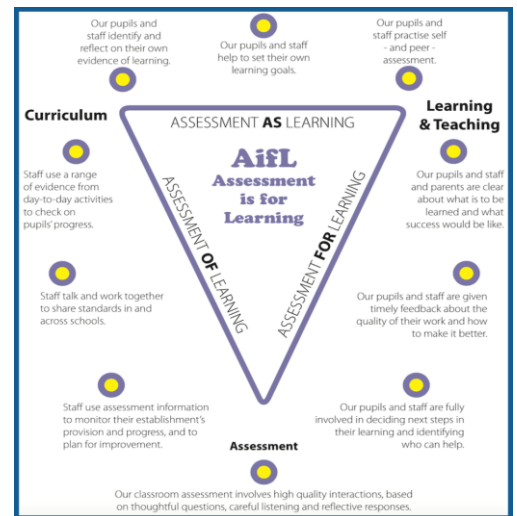 Our pupils and
staff identify and
reflect on their own
evidence of learning.
Our pupils and staff
help to set their own
learning goals.
Our pupils and
staff practise self
- and peer -
assessment.
Curriculum
Learning
& Teaching
ASSESSMENT AS LEARNING
AifL
Assessment
is for
Learning
ASSESSMENT OF LEARNING
ASSESSMENT FOR LEARNING
Staff use a range
of evidence from
day-to-day activities
to check on
pupils' progress.
Our pupils and staff
and parents are clear
about what is to be
learned and what
success would be like.
Staff talk and work together
to share standards in and
across schools.
Our pupils and staff are given
timely feedback about the
quality of their work and how
to make it better.
Staff use assessment information
to monitor their establishment's
provision and progress, and to
plan for improvement.
Our pupils and staff are fully
involved in deciding next steps in
their learning and identifying
who can help.
Assessment
Our classroom assessment involves high quality interactions, based
on thoughtful questions, careful listening and reflective responses.